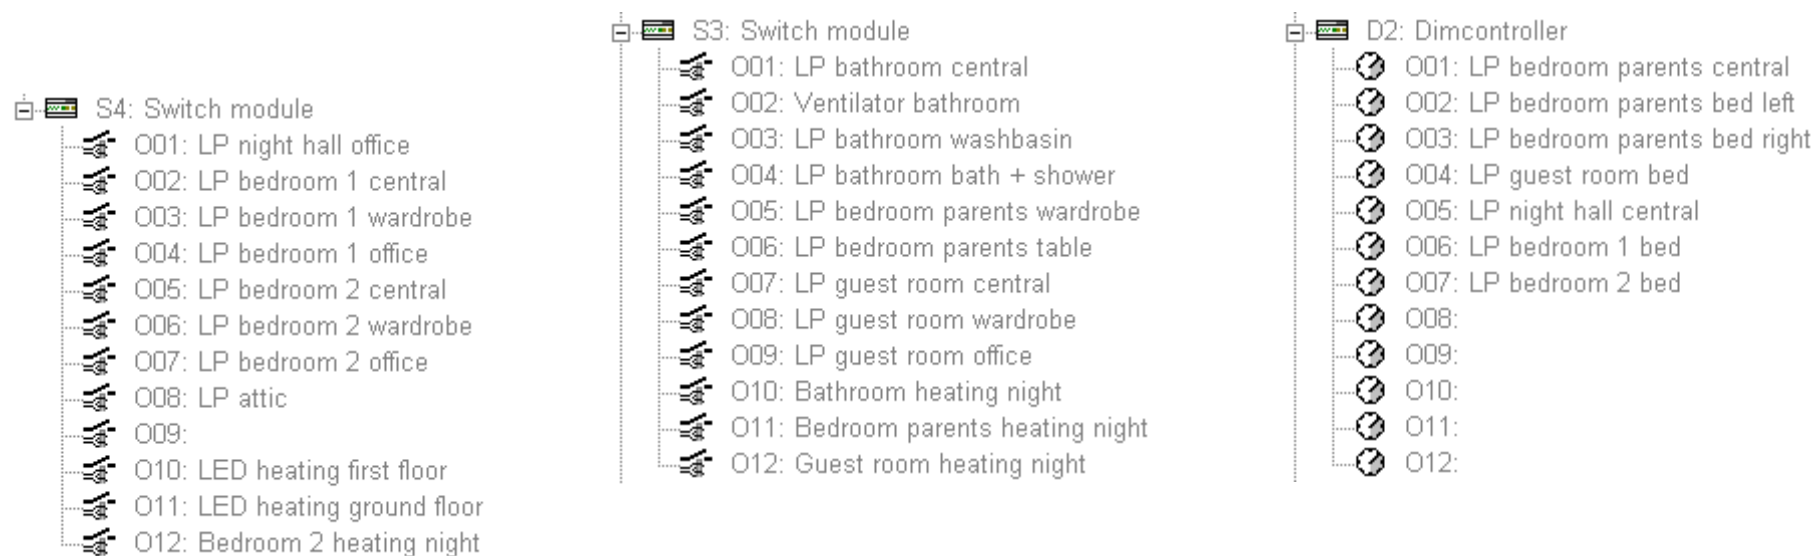 S4: Switch module
O01: LP night hall office
O02: LP bedroom 1 central
O03: LP bedroom 1 wardrobe
O04: LP bedroom 1 office
O05: LP bedroom 2 central
O06: LP bedroom 2 wardrobe
O07: LP bedroom 2 office
O08: LP attic
O09:
O10: LED heating first floor
O11: LED heating ground floor
O12: Bedroom 2 heating night
S3: Switch module
O01: LP bathroom central
O02: Ventilator bathroom
O03: LP bathroom washbasin
O04: LP bathroom bath + shower
O05: LP bedroom parents wardrobe
O06: LP bedroom parents table
O07: LP guest room central
O08: LP guest room wardrobe
O09: LP guest room office
O10: Bathroom heating night
O11: Bedroom parents heating night
O12: Guest room heating night
D2: Dimcontroller
O01: LP bedroom parents central
O02: LP bedroom parents bed left
O03: LP bedroom parents bed right
O04: LP guest room bed
O05: LP night hall central
O06: LP bedroom 1 bed
O07: LP bedroom 2 bed
O08:
O09:
O10:
O11:
O12: